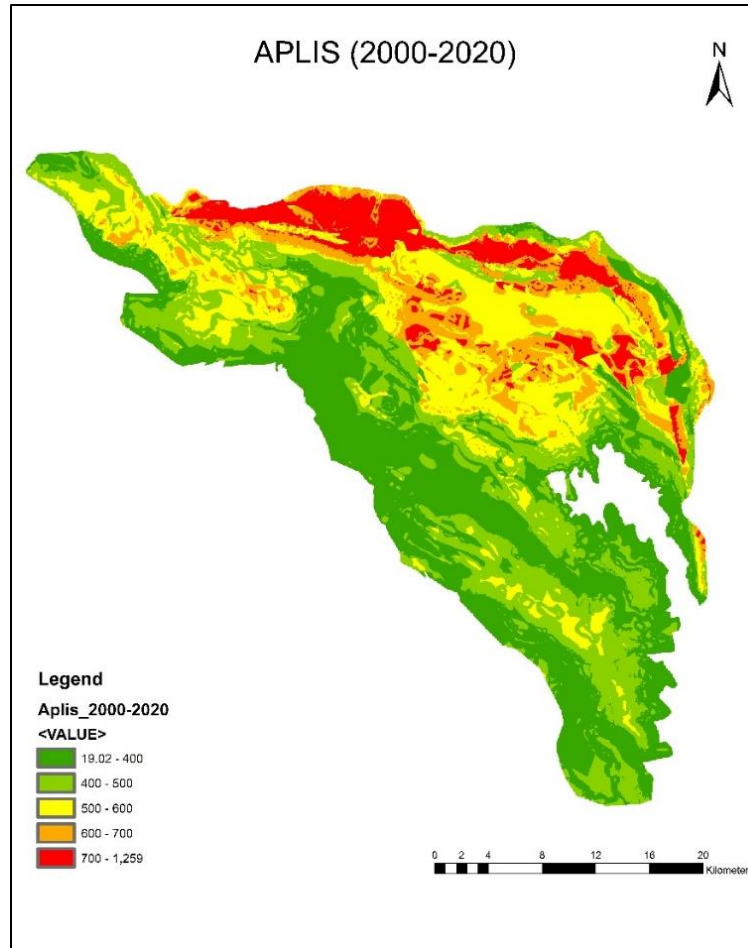 APLIS (2000-2020)
N
Legend
Aplis_2000-2020
<VALUE>
19.02 - 400
400 - 500
500 - 600
600 - 700
700 - 1,259
0 2 4 8 12 16 20
Kilometer